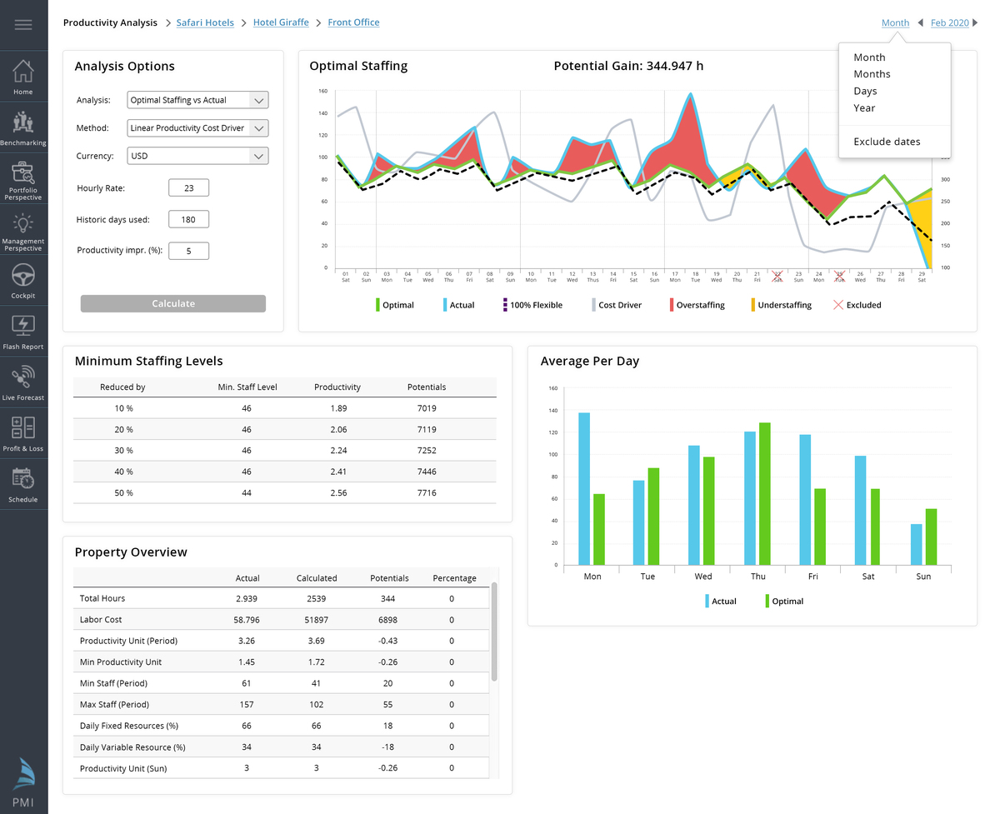 Productivity Analysis > Safari Hotels > Hotel Giraffe > Front Office
Month Feb 2020
Month
Months
Days
Year
Exclude dates
Home
Benchmarking
Portfolio
Perspective
Management
Perspective
Cockpit
Flash Report
Live Forecast
Profit & Loss
Schedule
PMI
Analysis Options
Analysis: Optimal Staffing vs Actual
Method: Linear Productivity Cost Driver
Currency: USD
Hourly Rate: 23
Historic days used: 180
Productivity impr. (%): 5
Calculate
Optimal Staffing Potential Gain: 344.947 h
160
140
120
100
80 300
60 250
40 200
20 150
0 100
01 02 03 04 05 06 07 08 09 10 11 12 13 14 15 16 17 18 19 20 21 22 23 24 25 26 27 28 29
Sat Sun Mon Tue Wed Thu Fri Sat Sun Mon Tue Wed Thus Fri Sat Sun Mon Tue Wed Thu Fri Sat Sun Mon Tue Wed Thu Fri Sat
Optimal Actual 100% Flexible Cost Driver Overstaffing Understaffing Excluded
Minimum Staffing Levels
Reduced by Min. Staff Level Productivity Potentials
10 % 46 1.89 7019
20 % 46 2.06 7119
30 % 46 2.24 7252
40 % 46 2.41 7446
50 % 44 2.56 7716
Average Per Day
160
140
120
100
80
60
40
20
0
Mon Tue Wed Thu Fri Sat Sun
Actual Optimal
Property Overview
Actual Calculated Potentials Percentage
Total Hours 2.939 2539 344 0
Labor Cost 58.796 51897 6898 0
Productivity Unit (Period) 3.26 3.69 -0.43 0
Min Productivity Unit 1.45 1.72 -0.26 0
Min Staff (Period) 61 41 20 0
Max Staff (Period) 157 102 55 0
Daily Fixed Resources (%) 66 66 18 0
Daily Variable Resource (%) 34 34 -18 0
Productivity Unit (Sun) 3 3 -0.26 0